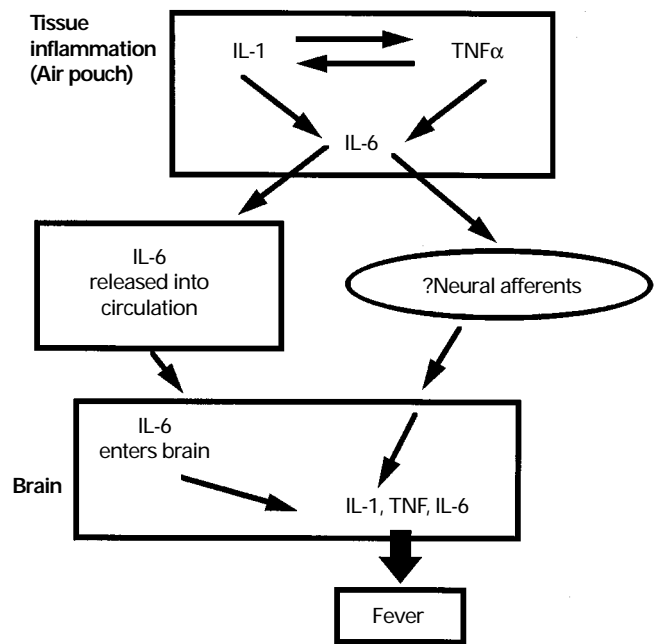 Tissue
inflammation
(Air pouch)
IL-1
TNFα
IL-6
IL-6
released into
circulation
?Neural afferents
IL-6
enters brain
Brain
IL-1, TNF, IL-6
Fever